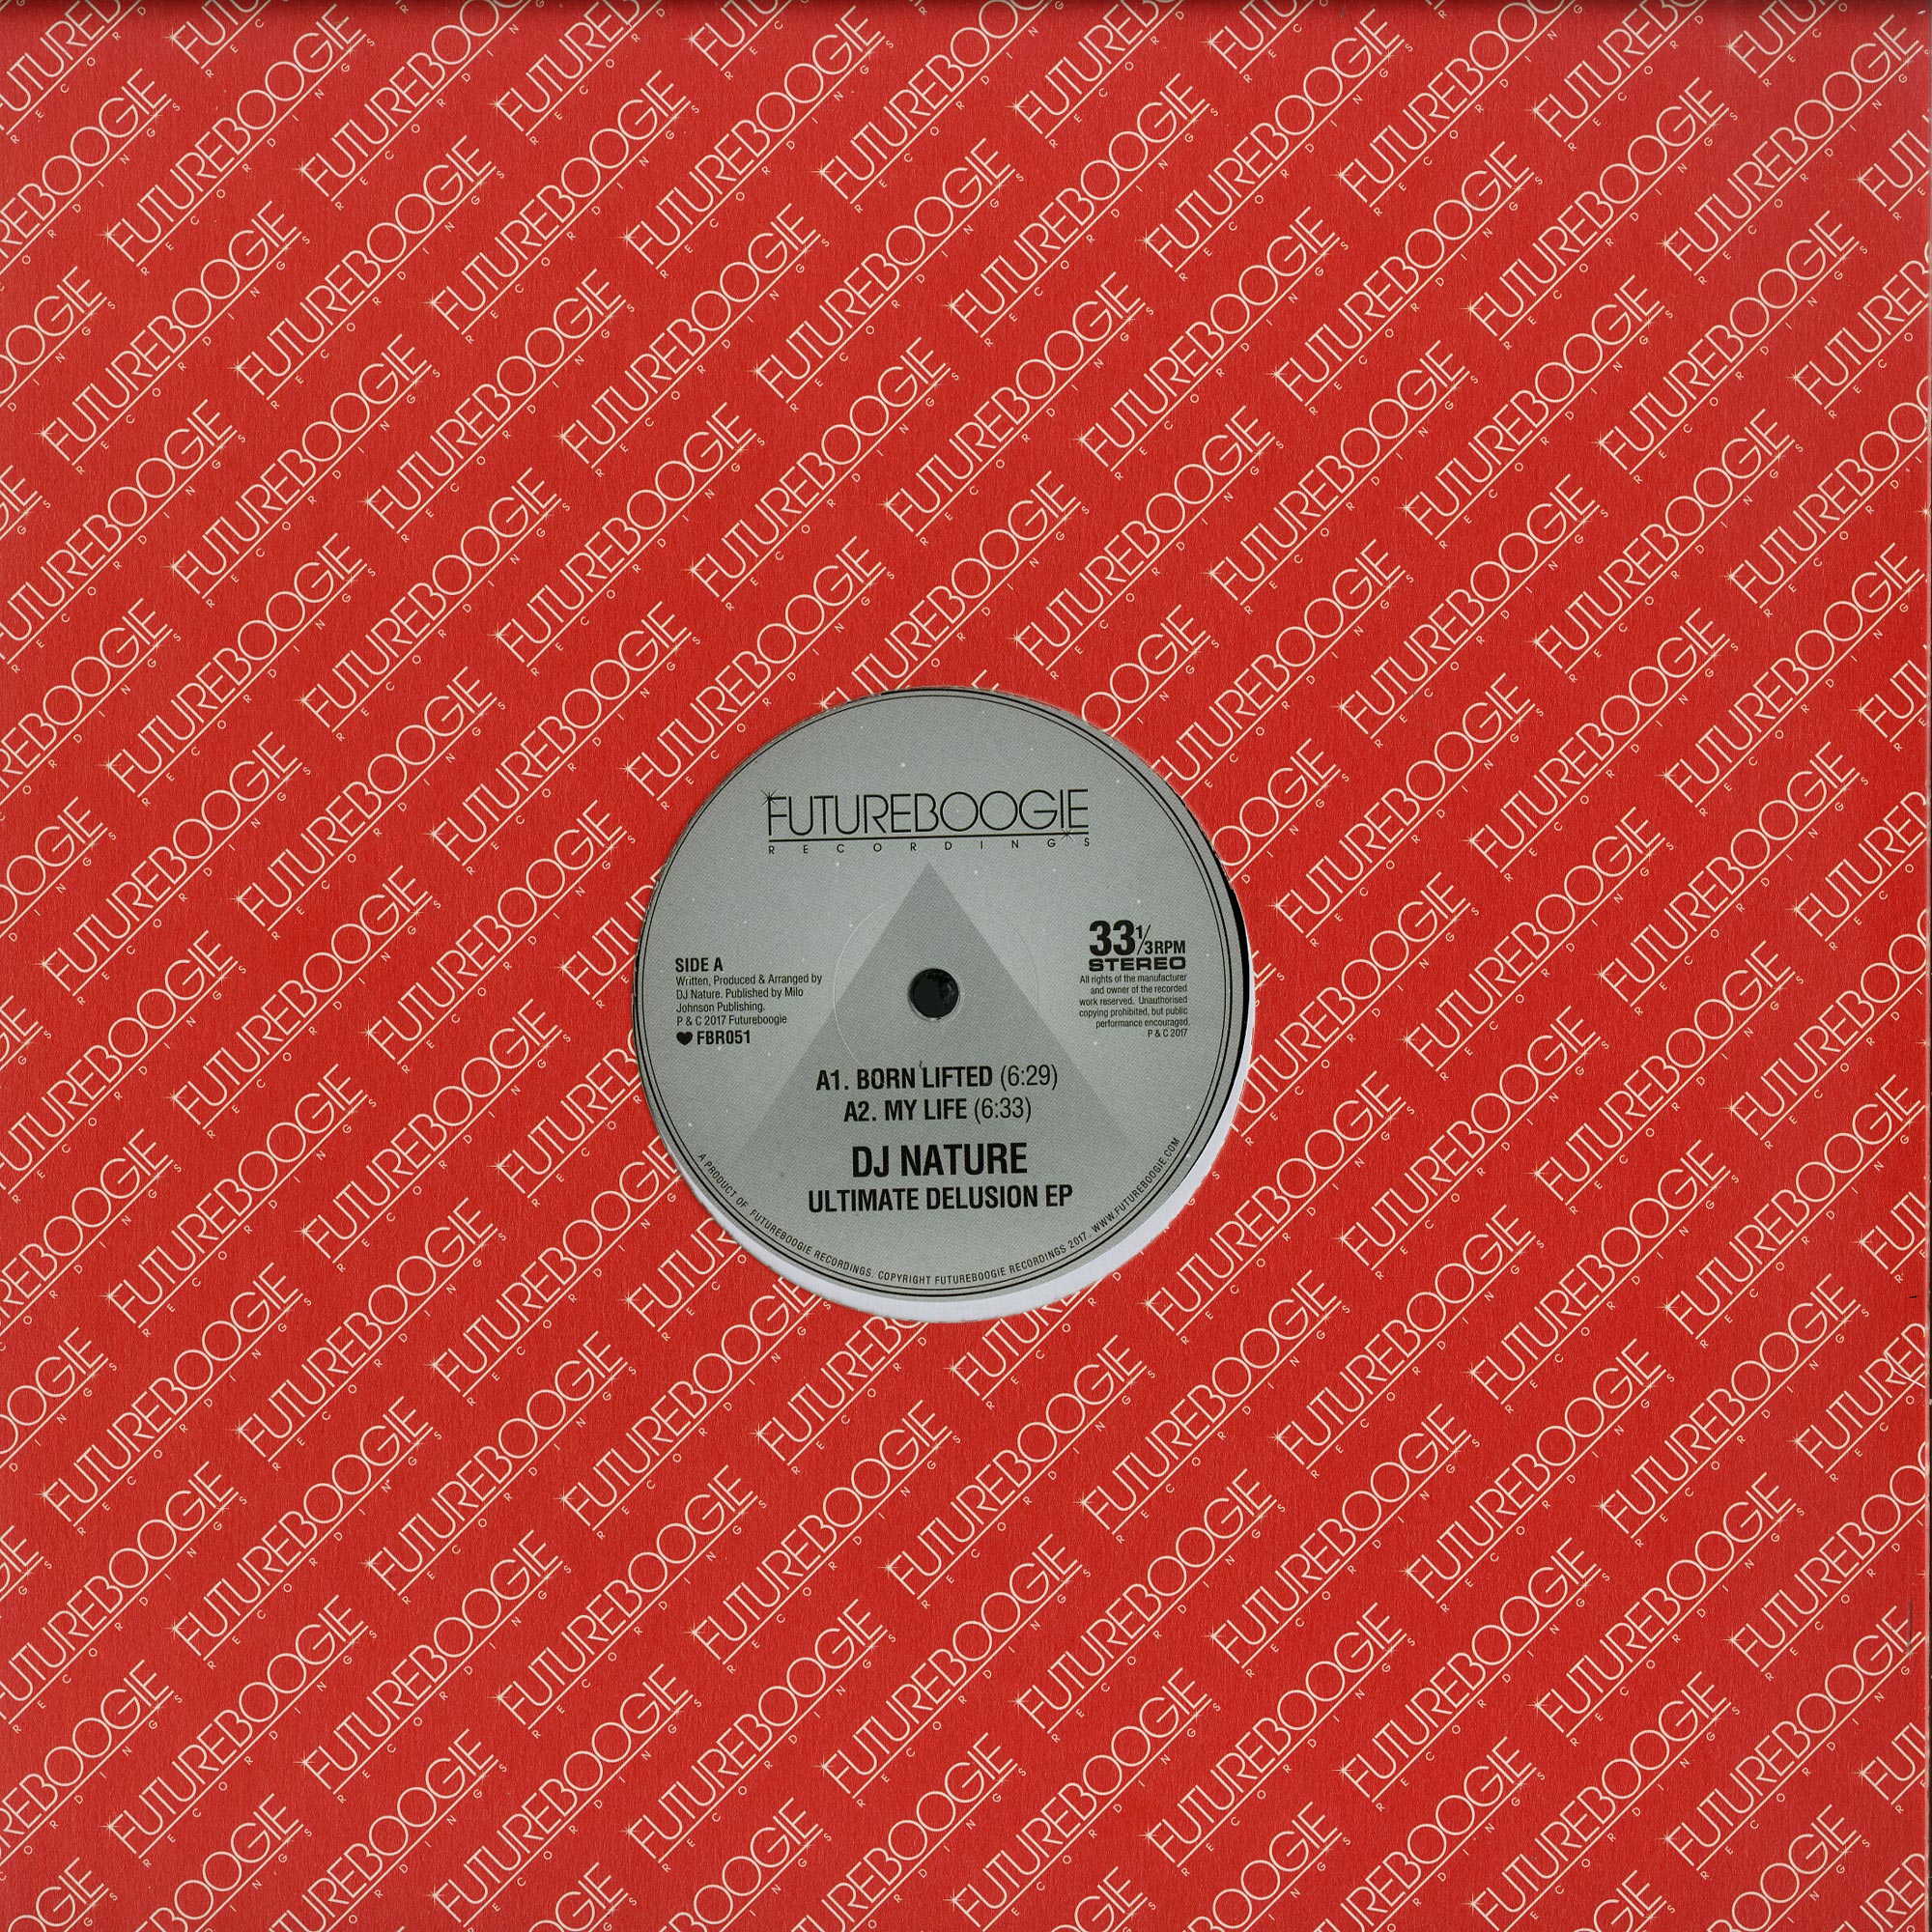 FUTUREBOOGIE
RECORDINGS
SIDE A
Written, Produced & Arranged by
DJ Nature. Published by Milo
Johnson Publishing.
P & C 2017 Futureboogie
♥ FBR051
33 1/3 RPM
STEREO
All rights of the manufacturer
and owner of the recorded
work reserved. Unauthorised
copying prohibited, but public
performance encouraged.
P & C 2017
A1. BORN LIFTED (6:29)
A2. MY LIFE (6:33)
DJ NATURE
ULTIMATE DELUSION EP
A PRODUCT OF FUTUREBOOGIE RECORDINGS. COPYRIGHT FUTUREBOOGIE RECORDINGS 2017. WWW.FUTUREBOOGIE.COM